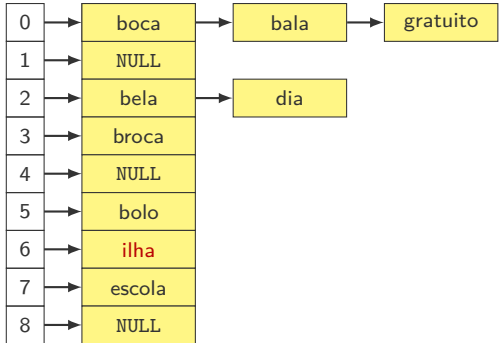 0 boca bala gratuito
1 NULL
2 bela dia
3 broca
4 NULL
5 bolo
6 ilha
7 escola
8 NULL